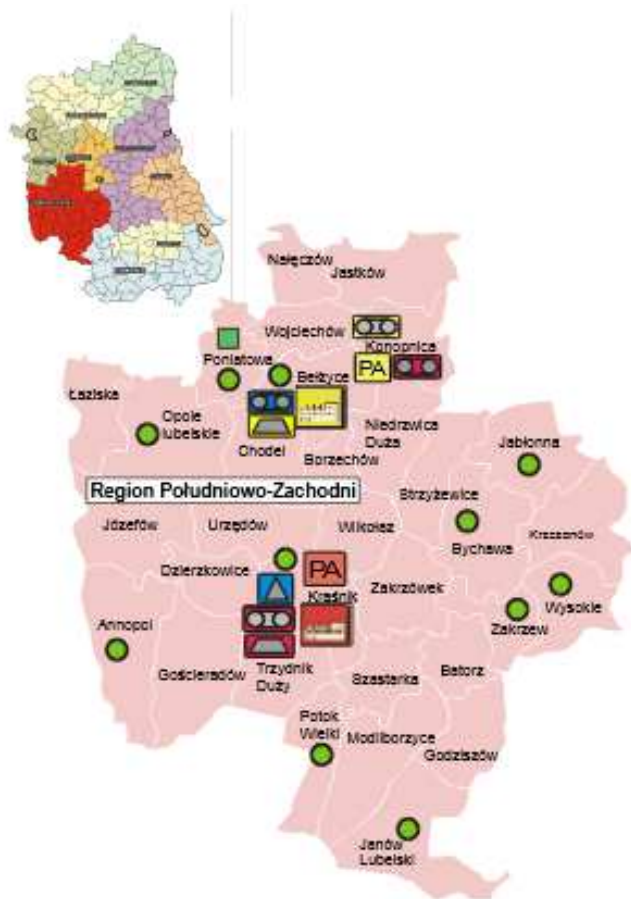 Nałęczów
Jastków
Wojciechów
Konopnica
Poniatowa
PA
Bełżyce
Łaziska
Opole
lubelskie
Niedrzwica
Duża
Chodel
Borzechów
Jabłonna
Region Południowo-Zachodni
Strzyżewice
Józefów
Urzędów
Wilkołaz
Bychawa
Krzczonów
Dzierzkowice
PA
Kraśnik
Zakrzówek
Wysokie
Zakrzew
Annopol
Gościeradów
Trzydnik
Duży
Szastarka
Batorz
Potok
Wielki
Modliborzyce
Godziszów
Janów
Lubelski